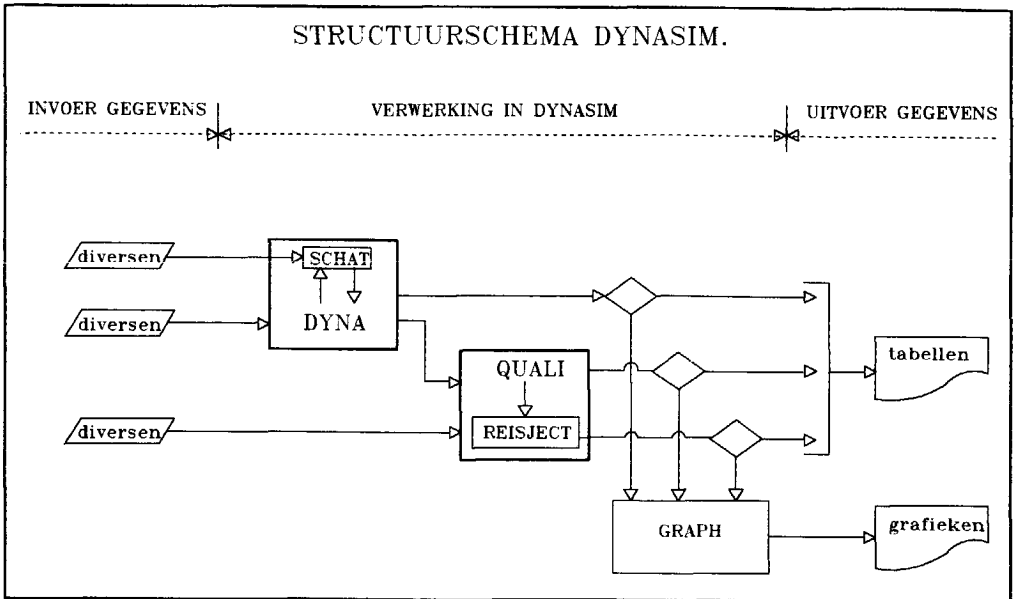 STRUCTUURSCHEMA DYNASIM.
INVOER GEGEVENS
VERWERKING IN DYNASIM
UITVOER GEGEVENS
diversen
SCHAT
diversen
DYNA
QUALI
tabellen
diversen
REISJECT
GRAPH
grafieken